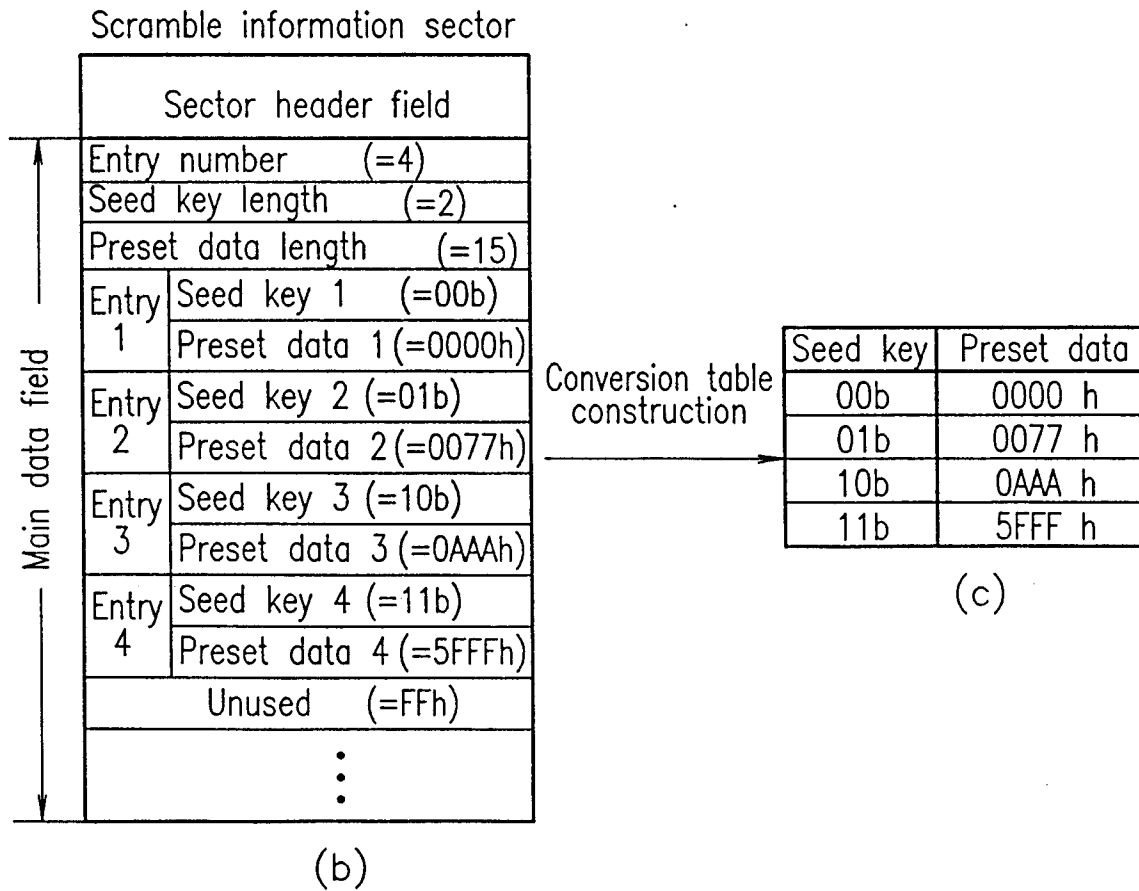 Scramble information sector
Sector header field
Main data field
Entry number (=4)
Seed key length (=2)
Preset data length (=15)
Entry 1
Seed key 1 (=00b)
Preset data 1 (=0000h)
Entry 2
Seed key 2 (=01b)
Preset data 2 (=0077h)
Entry 3
Seed key 3 (=10b)
Preset data 3 (=0AAAh)
Entry 4
Seed key 4 (=11b)
Preset data 4 (=5FFFh)
Unused (=FFh)
(b)
Conversion table
construction
Seed key Preset data
00b 0000 h
01b 0077 h
10b 0AAA h
11b 5FFF h
(c)